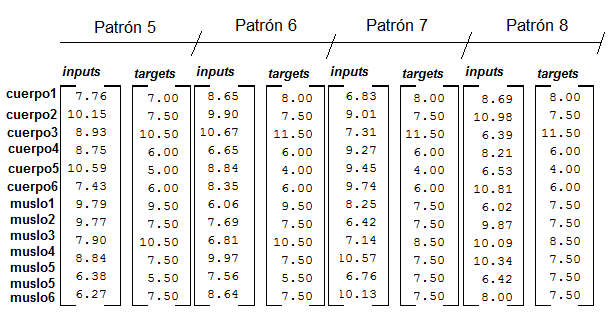 Patrón 5 Patrón 6 Patrón 7 Patrón 8
inputs targets inputs targets inputs targets inputs targets
cuerpo1 7.76 7.00 8.65 8.00 6.83 8.00 8.69 8.00
cuerpo2 10.15 7.50 9.90 7.50 9.01 7.50 10.98 7.50
cuerpo3 8.93 10.50 10.67 11.50 7.31 11.50 6.39 11.50
cuerpo4 8.75 6.00 6.65 6.00 9.27 6.00 8.21 6.00
cuerpo5 10.59 5.00 8.84 4.00 9.45 4.00 6.53 4.00
cuerpo6 7.43 6.00 8.35 6.00 9.74 6.00 10.81 6.00
muslo1 9.79 9.50 6.06 9.50 8.25 7.50 6.02 7.50
muslo2 9.77 7.50 7.69 7.50 6.42 7.50 9.87 7.50
muslo3 7.90 10.50 6.81 10.50 7.14 8.50 10.09 8.50
muslo4 8.84 7.50 9.97 7.50 10.57 7.50 10.34 7.50
muslo5
muslo5 6.38 5.50 7.56 5.50 6.76 7.50 6.42 7.50
muslo6 6.27 7.50 8.64 7.50 10.13 7.50 8.00 7.50